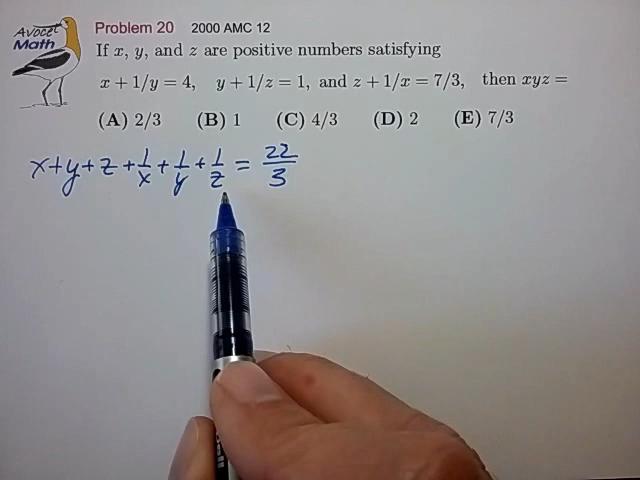 Avocet
Math
Problem 20 2000 AMC 12
If x, y, and z are positive numbers satisfying
x + 1/y = 4, y + 1/z = 1, and z + 1/x = 7/3, then xyz =
(A) 2/3 (B) 1 (C) 4/3 (D) 2 (E) 7/3
x + y + z + 1/x + 1/y + 1/z = 22/3